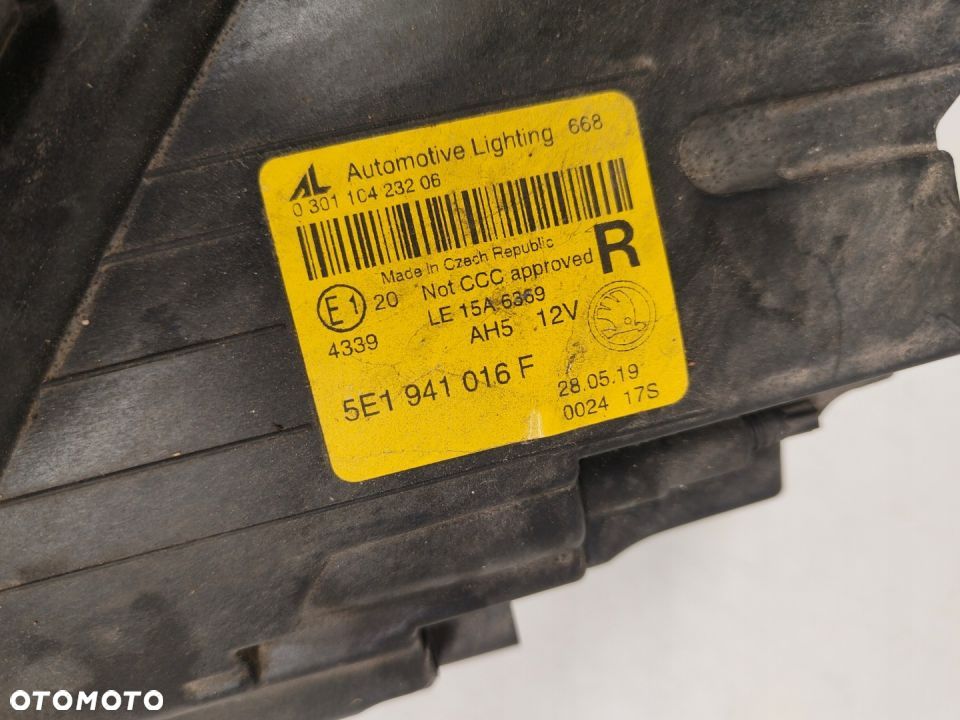 AL Automotive Lighting 668
0 301 104 232 06
Made in Czech Republic
R
E1 20 Not CCC approved
4339 LE 15A 6369
AH5 12V
5E1 941 016 F
28.05.19
0024 17S
OTOMOTO